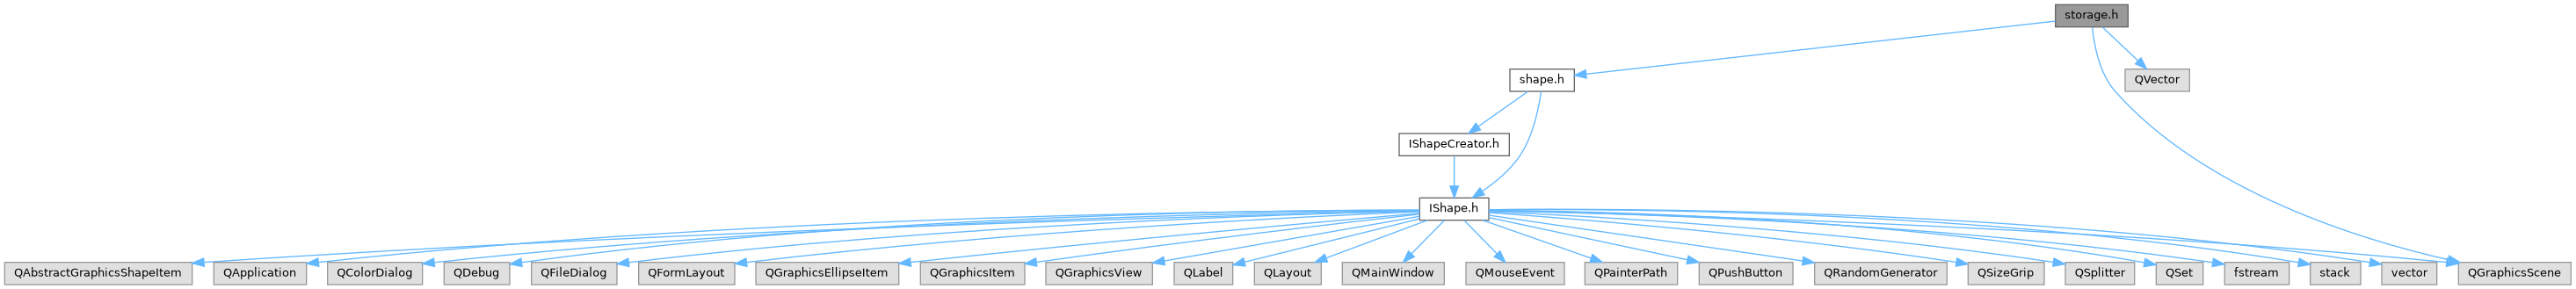 storage.h
shape.h
QVector
IShapeCreator.h
IShape.h
QAbstractGraphicsShapeItem
QApplication
QColorDialog
QDebug
QFileDialog
QFormLayout
QGraphicsEllipseItem
QGraphicsItem
QGraphicsView
QLabel
QLayout
QMainWindow
QMouseEvent
QPainterPath
QPushButton
QRandomGenerator
QSizeGrip
QSplitter
QSet
fstream
stack
vector
QGraphicsScene